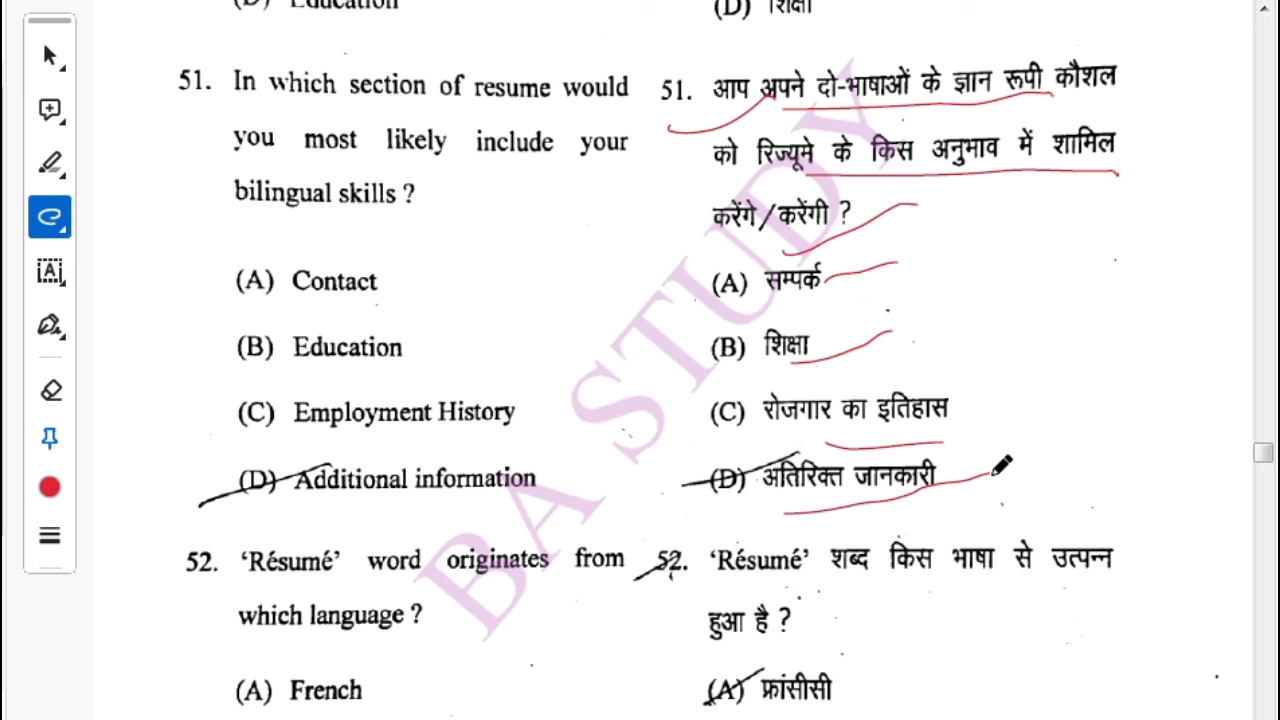 (D) Education
(D) शिक्षा
51. In which section of resume would
you most likely include your
bilingual skills ?
(A) Contact
(B) Education
(C) Employment History
(D) Additional information
52. ‘Résumé’ word originates from
which language ?
(A) French
51. आप अपने दो-भाषाओं के ज्ञान रूपी कौशल
को रिज्यूमे के किस अनुभाव में शामिल
करेंगे/करेंगी ?
(A) सम्पर्क
(B) शिक्षा
(C) रोजगार का इतिहास
(D) अतिरिक्त जानकारी
52. ‘Résumé’ शब्द किस भाषा से उत्पन्न
हुआ है ?
(A) फ्रांसीसी
BA STUDY